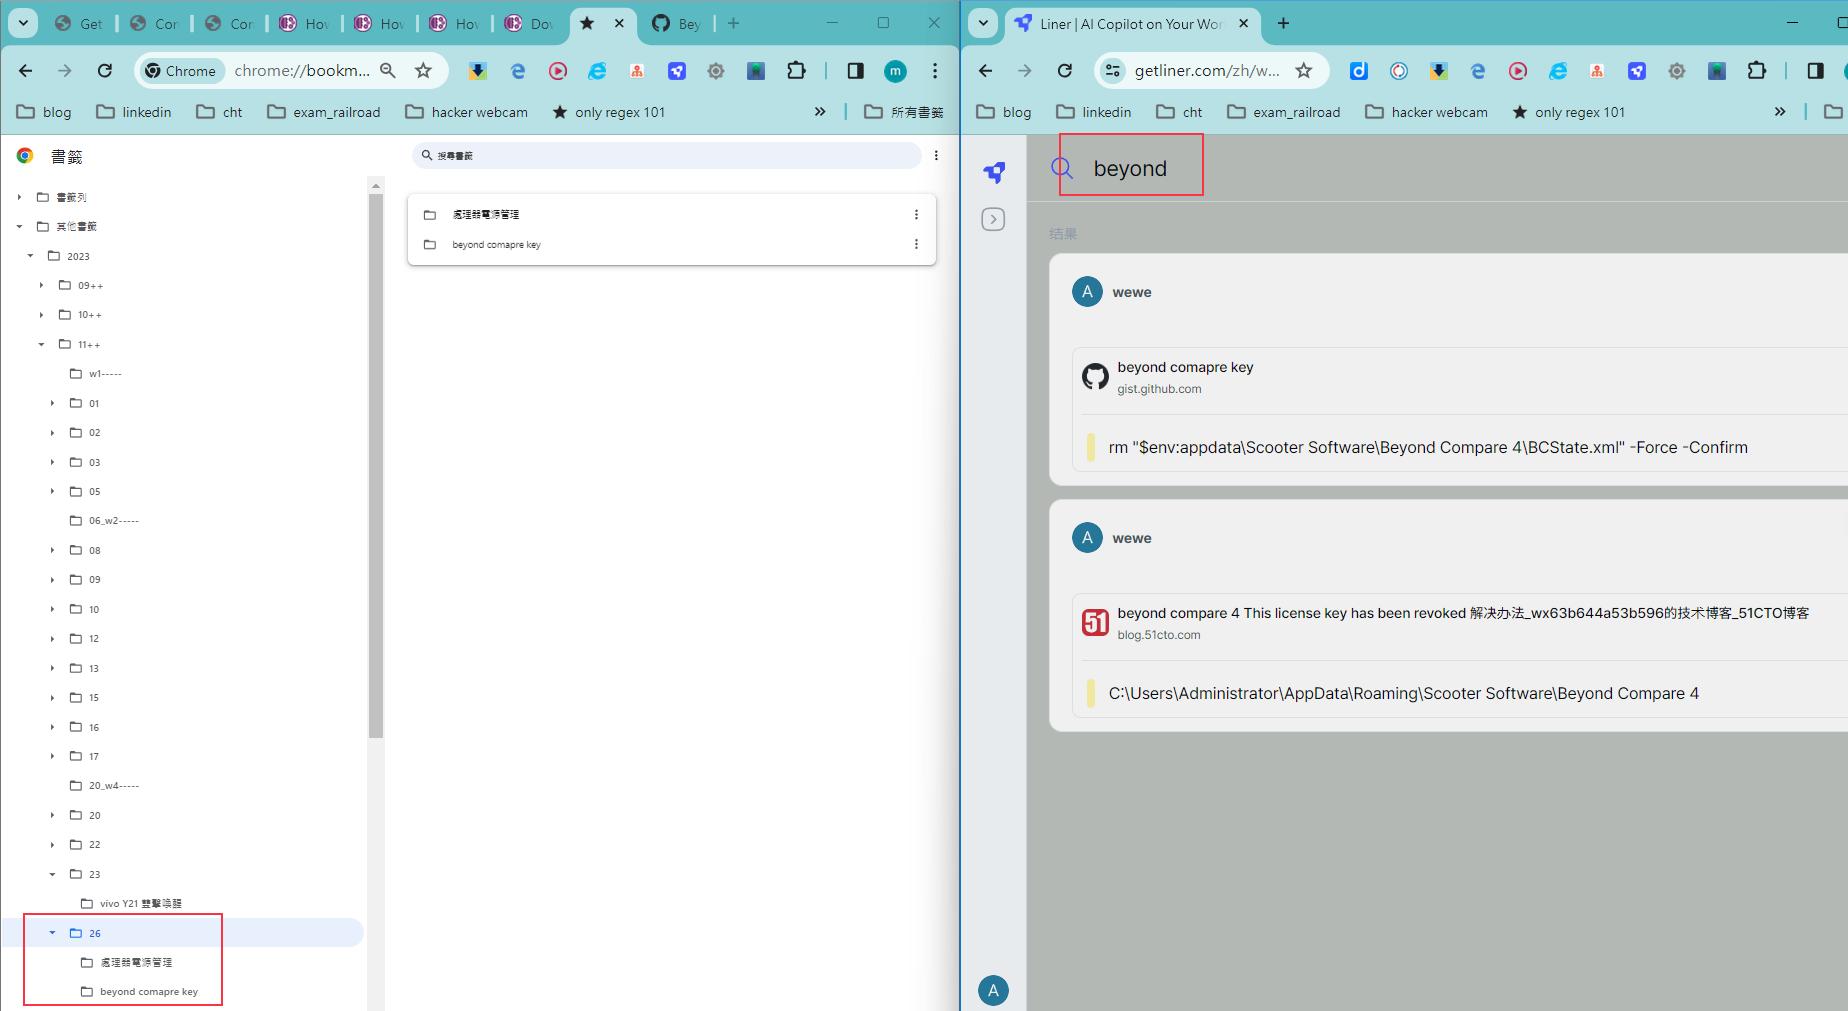 Get
Cor
Cor
Hov
Hov
Hov
Dov
Bey
Chrome
chrome://bookm...
m
blog
linkedin
cht
exam_railroad
hacker webcam
only regex 101
所有書籤
書籤
搜尋書籤
書籤列
其他書籤
2023
09++
10++
11++
w1-----
01
02
03
05
06_w2-----
08
09
10
12
13
15
16
17
20_w4-----
20
22
23
vivo Y21 雙擊喚醒
26
處理器電源管理
beyond comapre key
處理器電源管理
beyond comapre key
Liner | AI Copilot on Your Wor
getliner.com/zh/w...
blog
linkedin
cht
exam_railroad
hacker webcam
only regex 101
beyond
结果
A wewe
beyond comapre key
gist.github.com
rm "$env:appdata\Scooter Software\Beyond Compare 4\BCState.xml" -Force -Confirm
A wewe
51
beyond compare 4 This license key has been revoked 解决办法_wx63b644a53b596的技术博客_51CTO博客
blog.51cto.com
C:\Users\Administrator\AppData\Roaming\Scooter Software\Beyond Compare 4
A